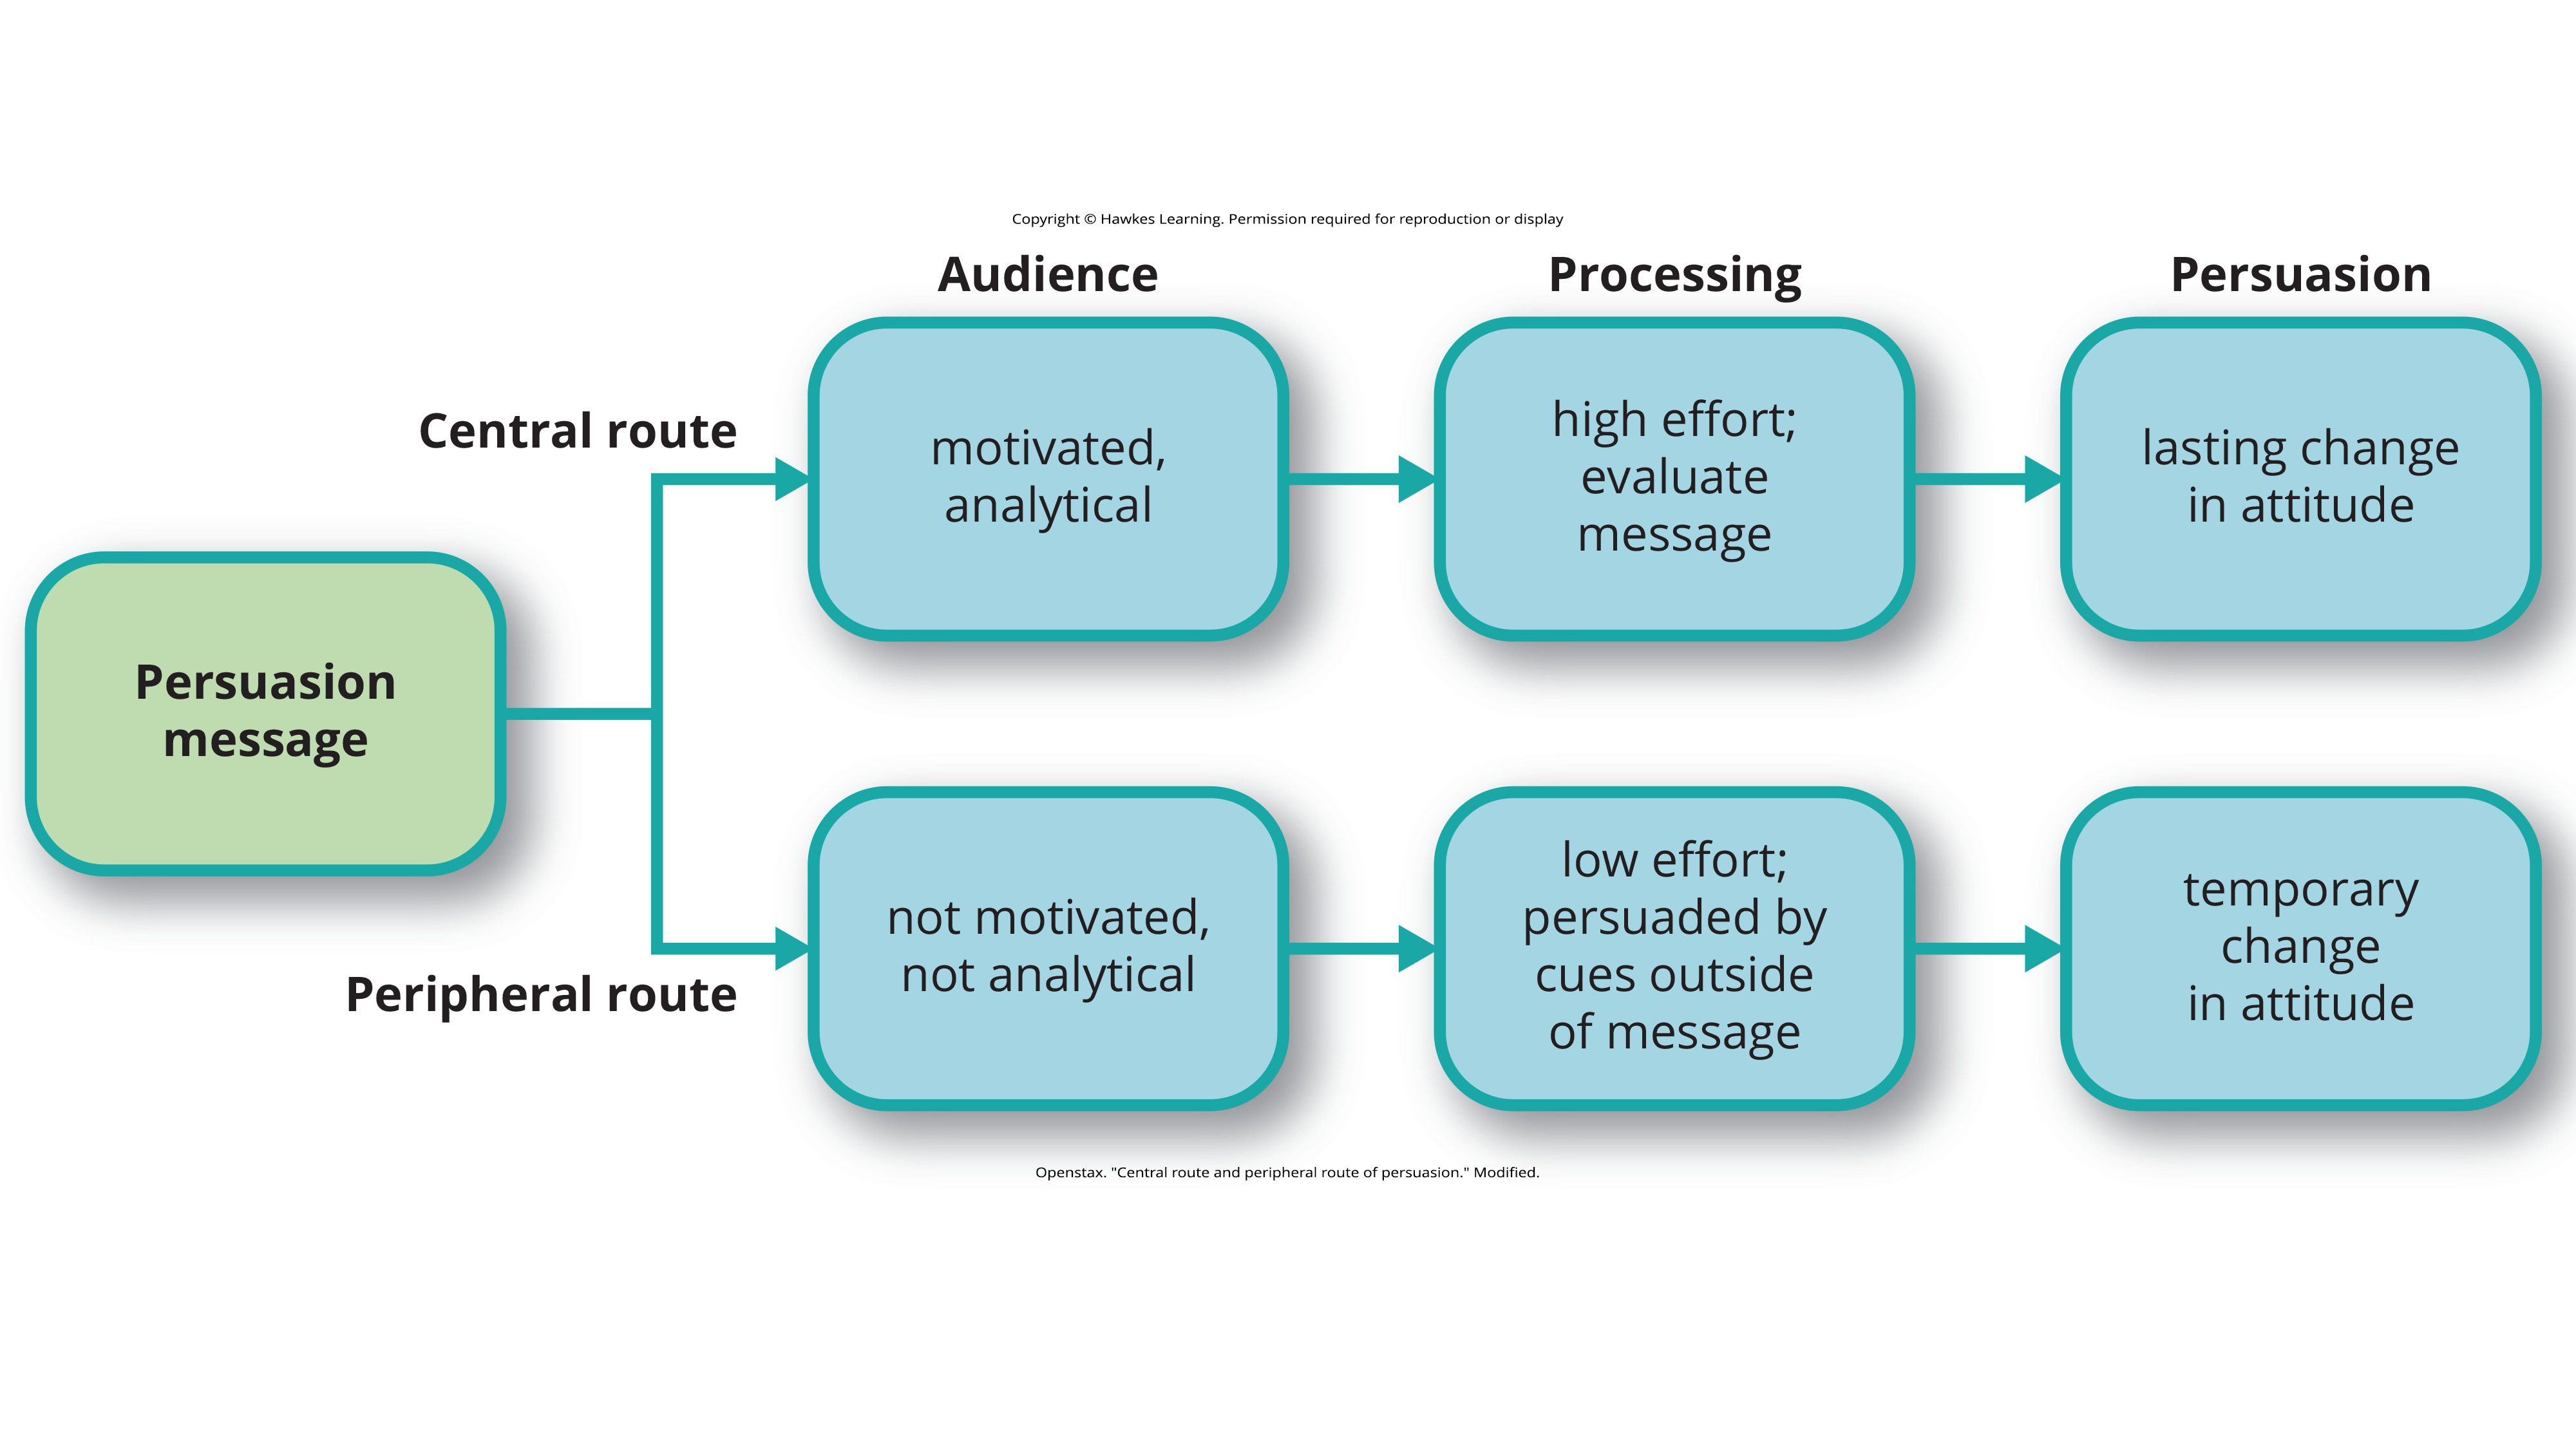 Copyright © Hawkes Learning. Permission required for reproduction or display
Audience
Processing
Persuasion
Central route
motivated,
analytical
high effort;
evaluate
message
lasting change
in attitude
Persuasion
message
Peripheral route
not motivated,
not analytical
low effort;
persuaded by
cues outside
of message
temporary
change
in attitude
Openstax. "Central route and peripheral route of persuasion." Modified.